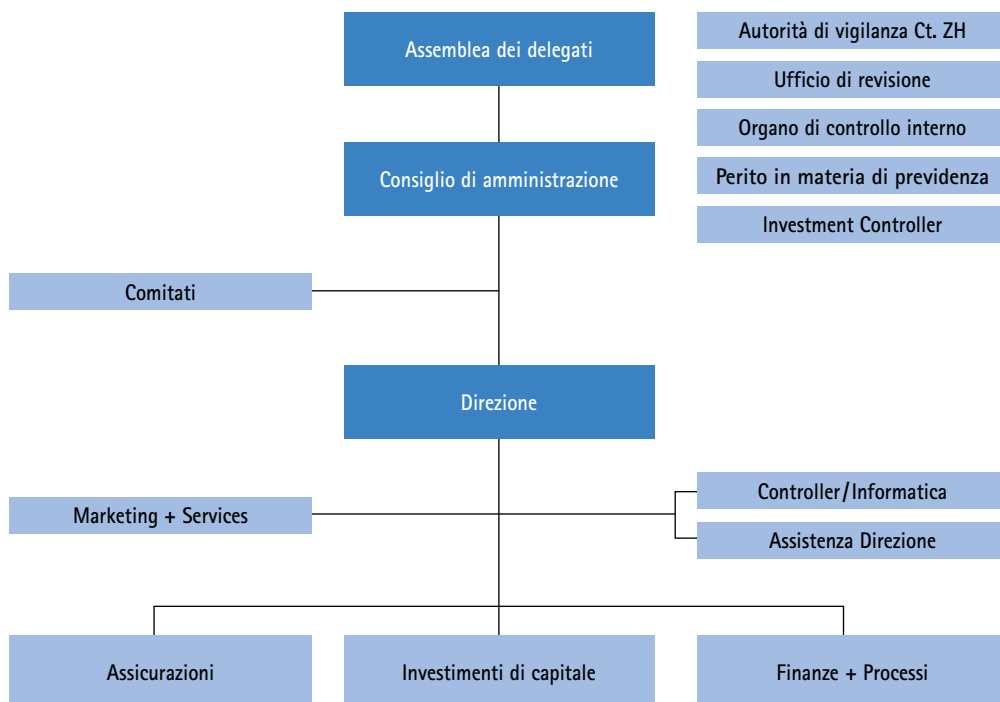 Assemblea dei delegati
Autorità di vigilanza Ct. ZH
Ufficio di revisione
Organo di controllo interno
Consiglio di amministrazione
Perito in materia di previdenza
Investment Controller
Comitati
Direzione
Controller/Informatica
Marketing + Services
Assistenza Direzione
Assicurazioni
Investimenti di capitale
Finanze + Processi